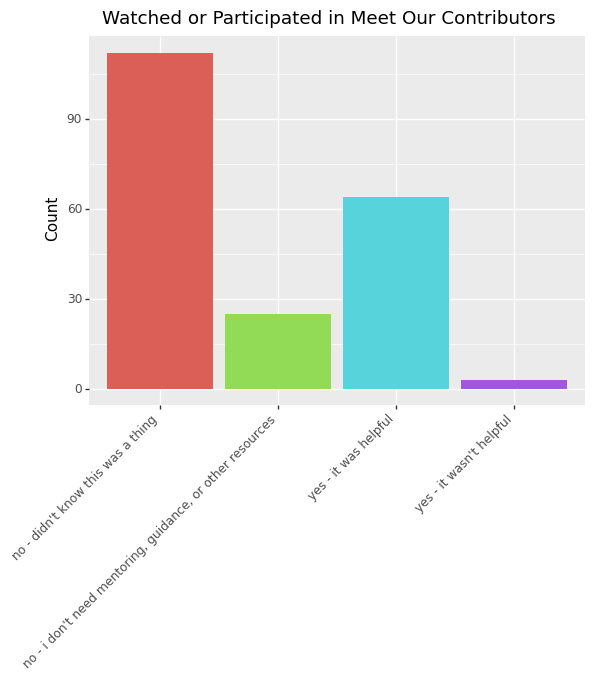 Watched or Participated in Meet Our Contributors
Count
90
60
30
0
no - didn't know this was a thing
no - i don't need mentoring, guidance, or other resources
yes - it was helpful
yes - it wasn't helpful